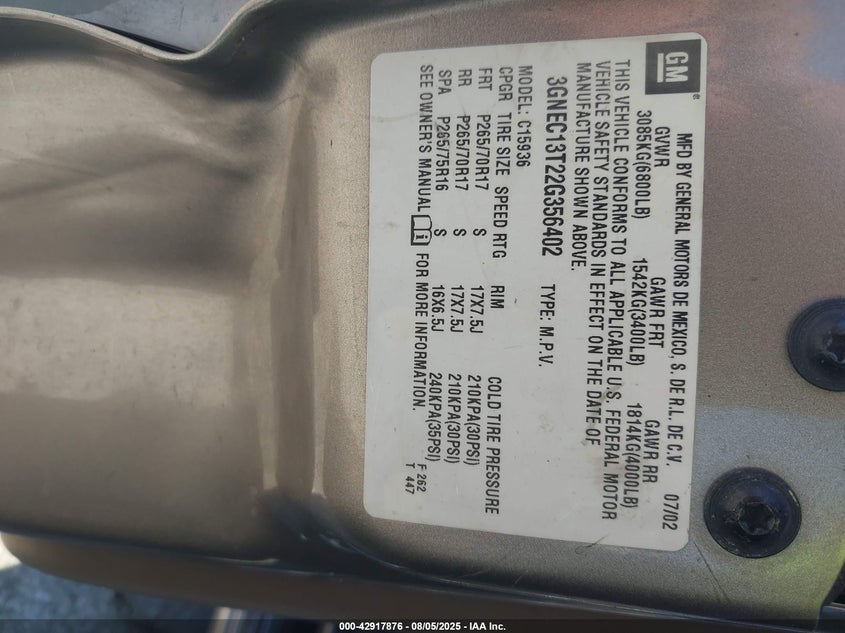 GM ®
MFD BY GENERAL MOTORS DE MEXICO, S. DE R.L. DE C.V. 07/02
GVWR GAWR FRT GAWR RR
3085KG(6800LB) 1542KG(3400LB) 1814KG(4000LB)
THIS VEHICLE CONFORMS TO ALL APPLICABLE U.S. FEDERAL MOTOR
VEHICLE SAFETY STANDARDS IN EFFECT ON THE DATE OF
MANUFACTURE SHOWN ABOVE.
3GNEC13T22G356402 TYPE: M.P.V.
MODEL: C15936
CPGR TIRE SIZE SPEED RTG RIM COLD TIRE PRESSURE
FRT P265/70R17 S 17X7.5J 210KPA(30PSI)
RR P265/70R17 S 17X7.5J 210KPA(30PSI)
SPA P265/75R16 S 16X6.5J 240KPA(35PSI)
SEE OWNER'S MANUAL i FOR MORE INFORMATION.
F 262
T 447
000-42917876 - 08/05/2025 - IAA Inc.